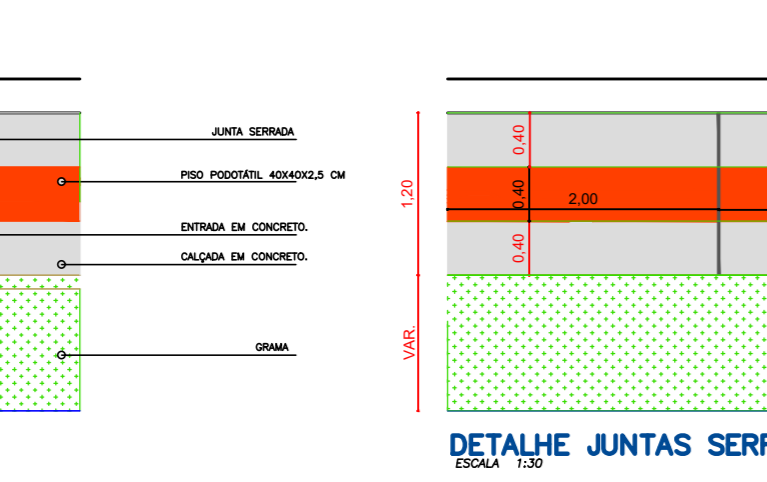 JUNTA SERRADA
PISO PODOTÁTIL 40X40X2,5 CM
ENTRADA EM CONCRETO.
CALÇADA EM CONCRETO.
GRAMA
1,20
VAR.
0,40
0,40
0,40
2,00
DETALHE JUNTAS
ESCALA 1:30